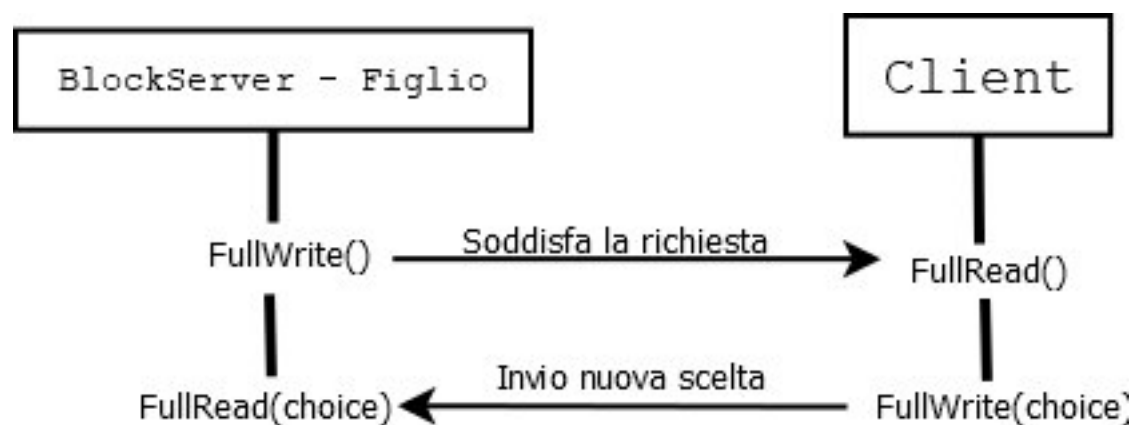 BlockServer - Figlio
Client
FullWrite()
Soddisfa la richiesta
FullRead()
FullRead(choice)
Invio nuova scelta
FullWrite(choice)